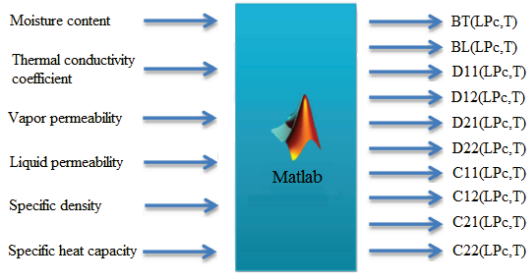 Moisture content
Thermal conductivity
coefficient
Vapor permeability
Liquid permeability
Specific density
Specific heat capacity
Matlab
BT(LPc,T)
BL(LPc,T)
D11(LPc,T)
D12(LPc,T)
D21(LPc,T)
D22(LPc,T)
C11(LPc,T)
C12(LPc,T)
C21(LPc,T)
C22(LPc,T)